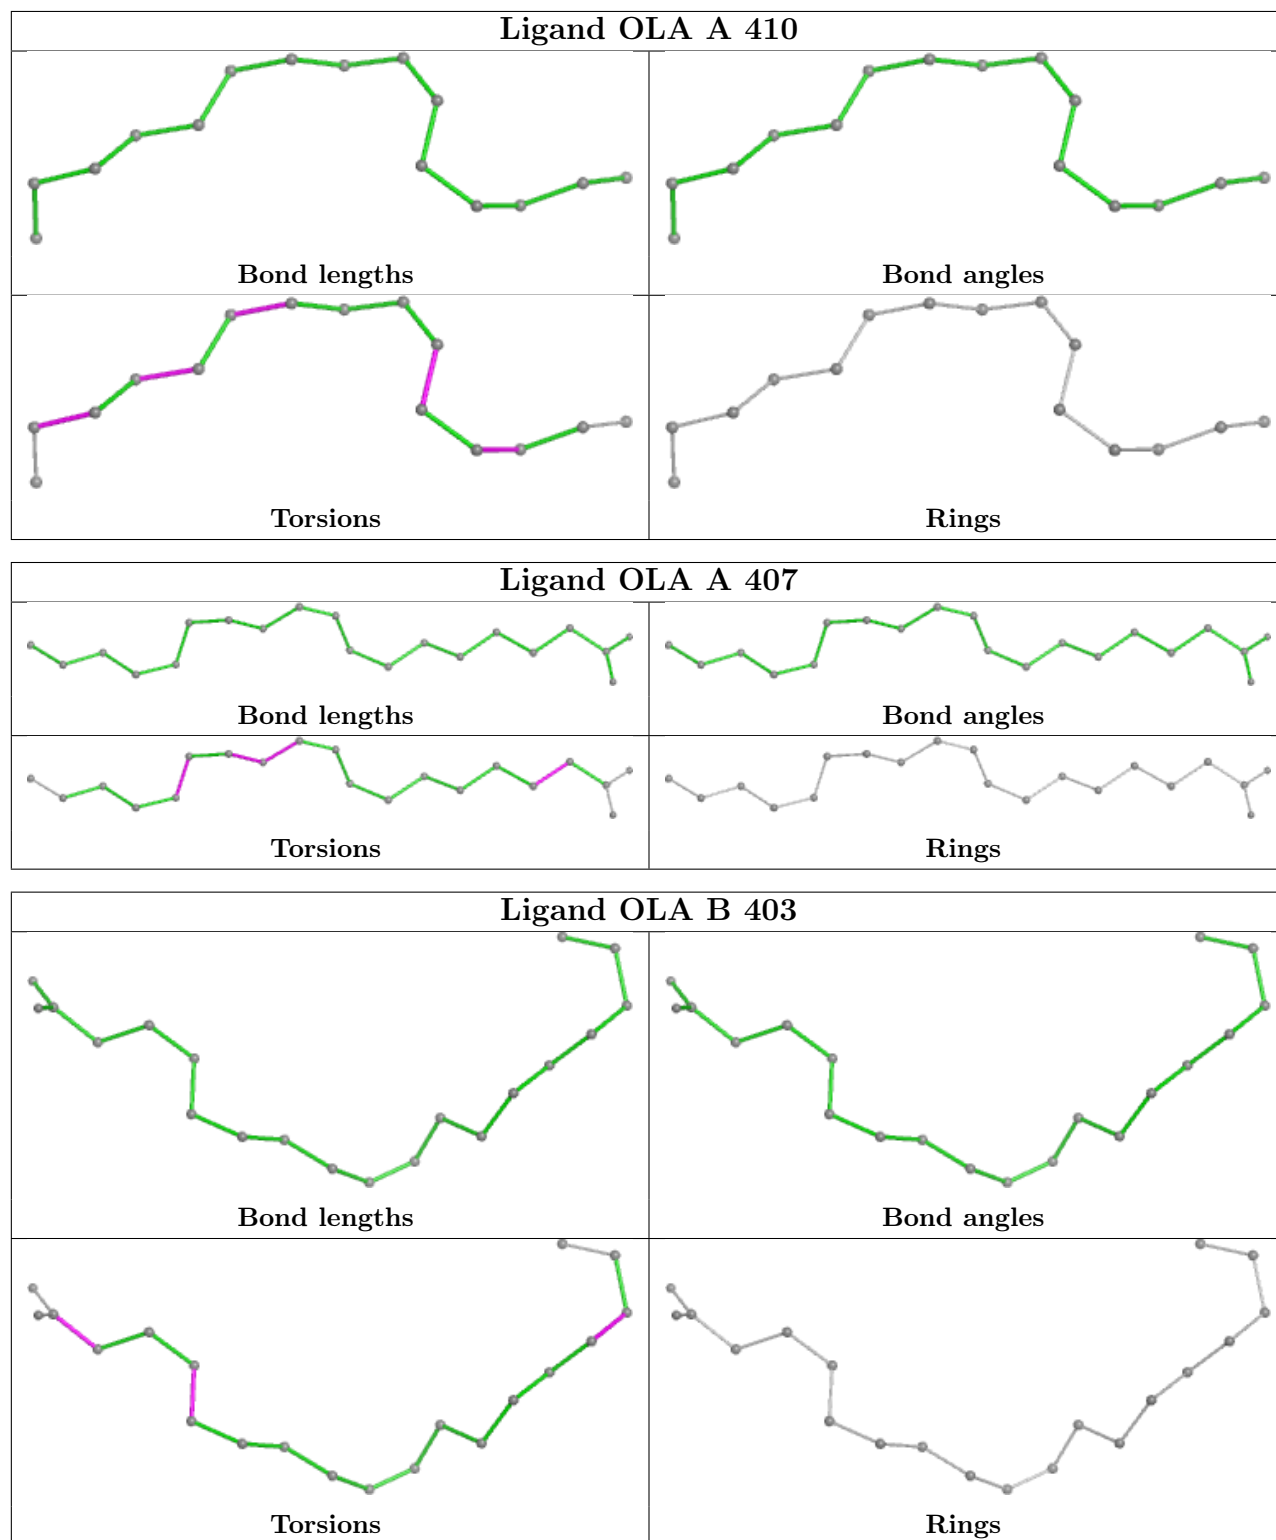 Ligand OLA A 410
Bond lengths
Bond angles
Torsions
Rings
Ligand OLA A 407
Bond lengths
Bond angles
Torsions
Rings
Ligand OLA B 403
Bond lengths
Bond angles
Torsions
Rings